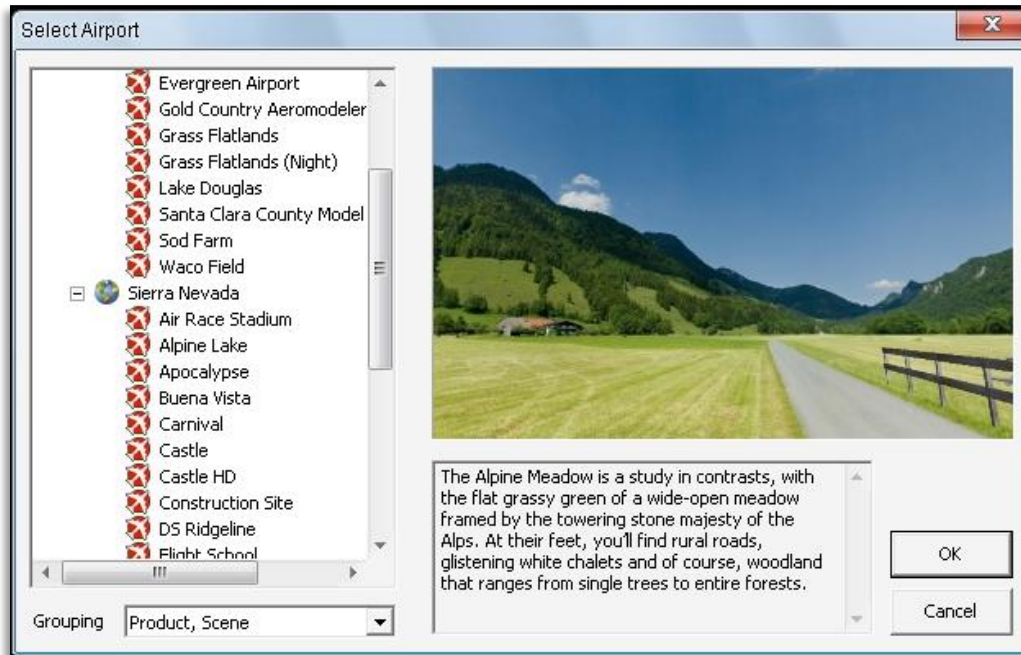 Select Airport
Evergreen Airport
Gold Country Aeromodeler
Grass Flatlands
Grass Flatlands (Night)
Lake Douglas
Santa Clara County Model
Sod Farm
Waco Field
Sierra Nevada
Air Race Stadium
Alpine Lake
Apocalypse
Buena Vista
Carnival
Castle
Castle HD
Construction Site
DS Ridgeline
Flight School
Grouping
Product, Scene
The Alpine Meadow is a study in contrasts, with
the flat grassy green of a wide-open meadow
framed by the towering stone majesty of the
Alps. At their feet, you'll find rural roads,
glistening white chalets and of course, woodland
that ranges from single trees to entire forests.
OK
Cancel